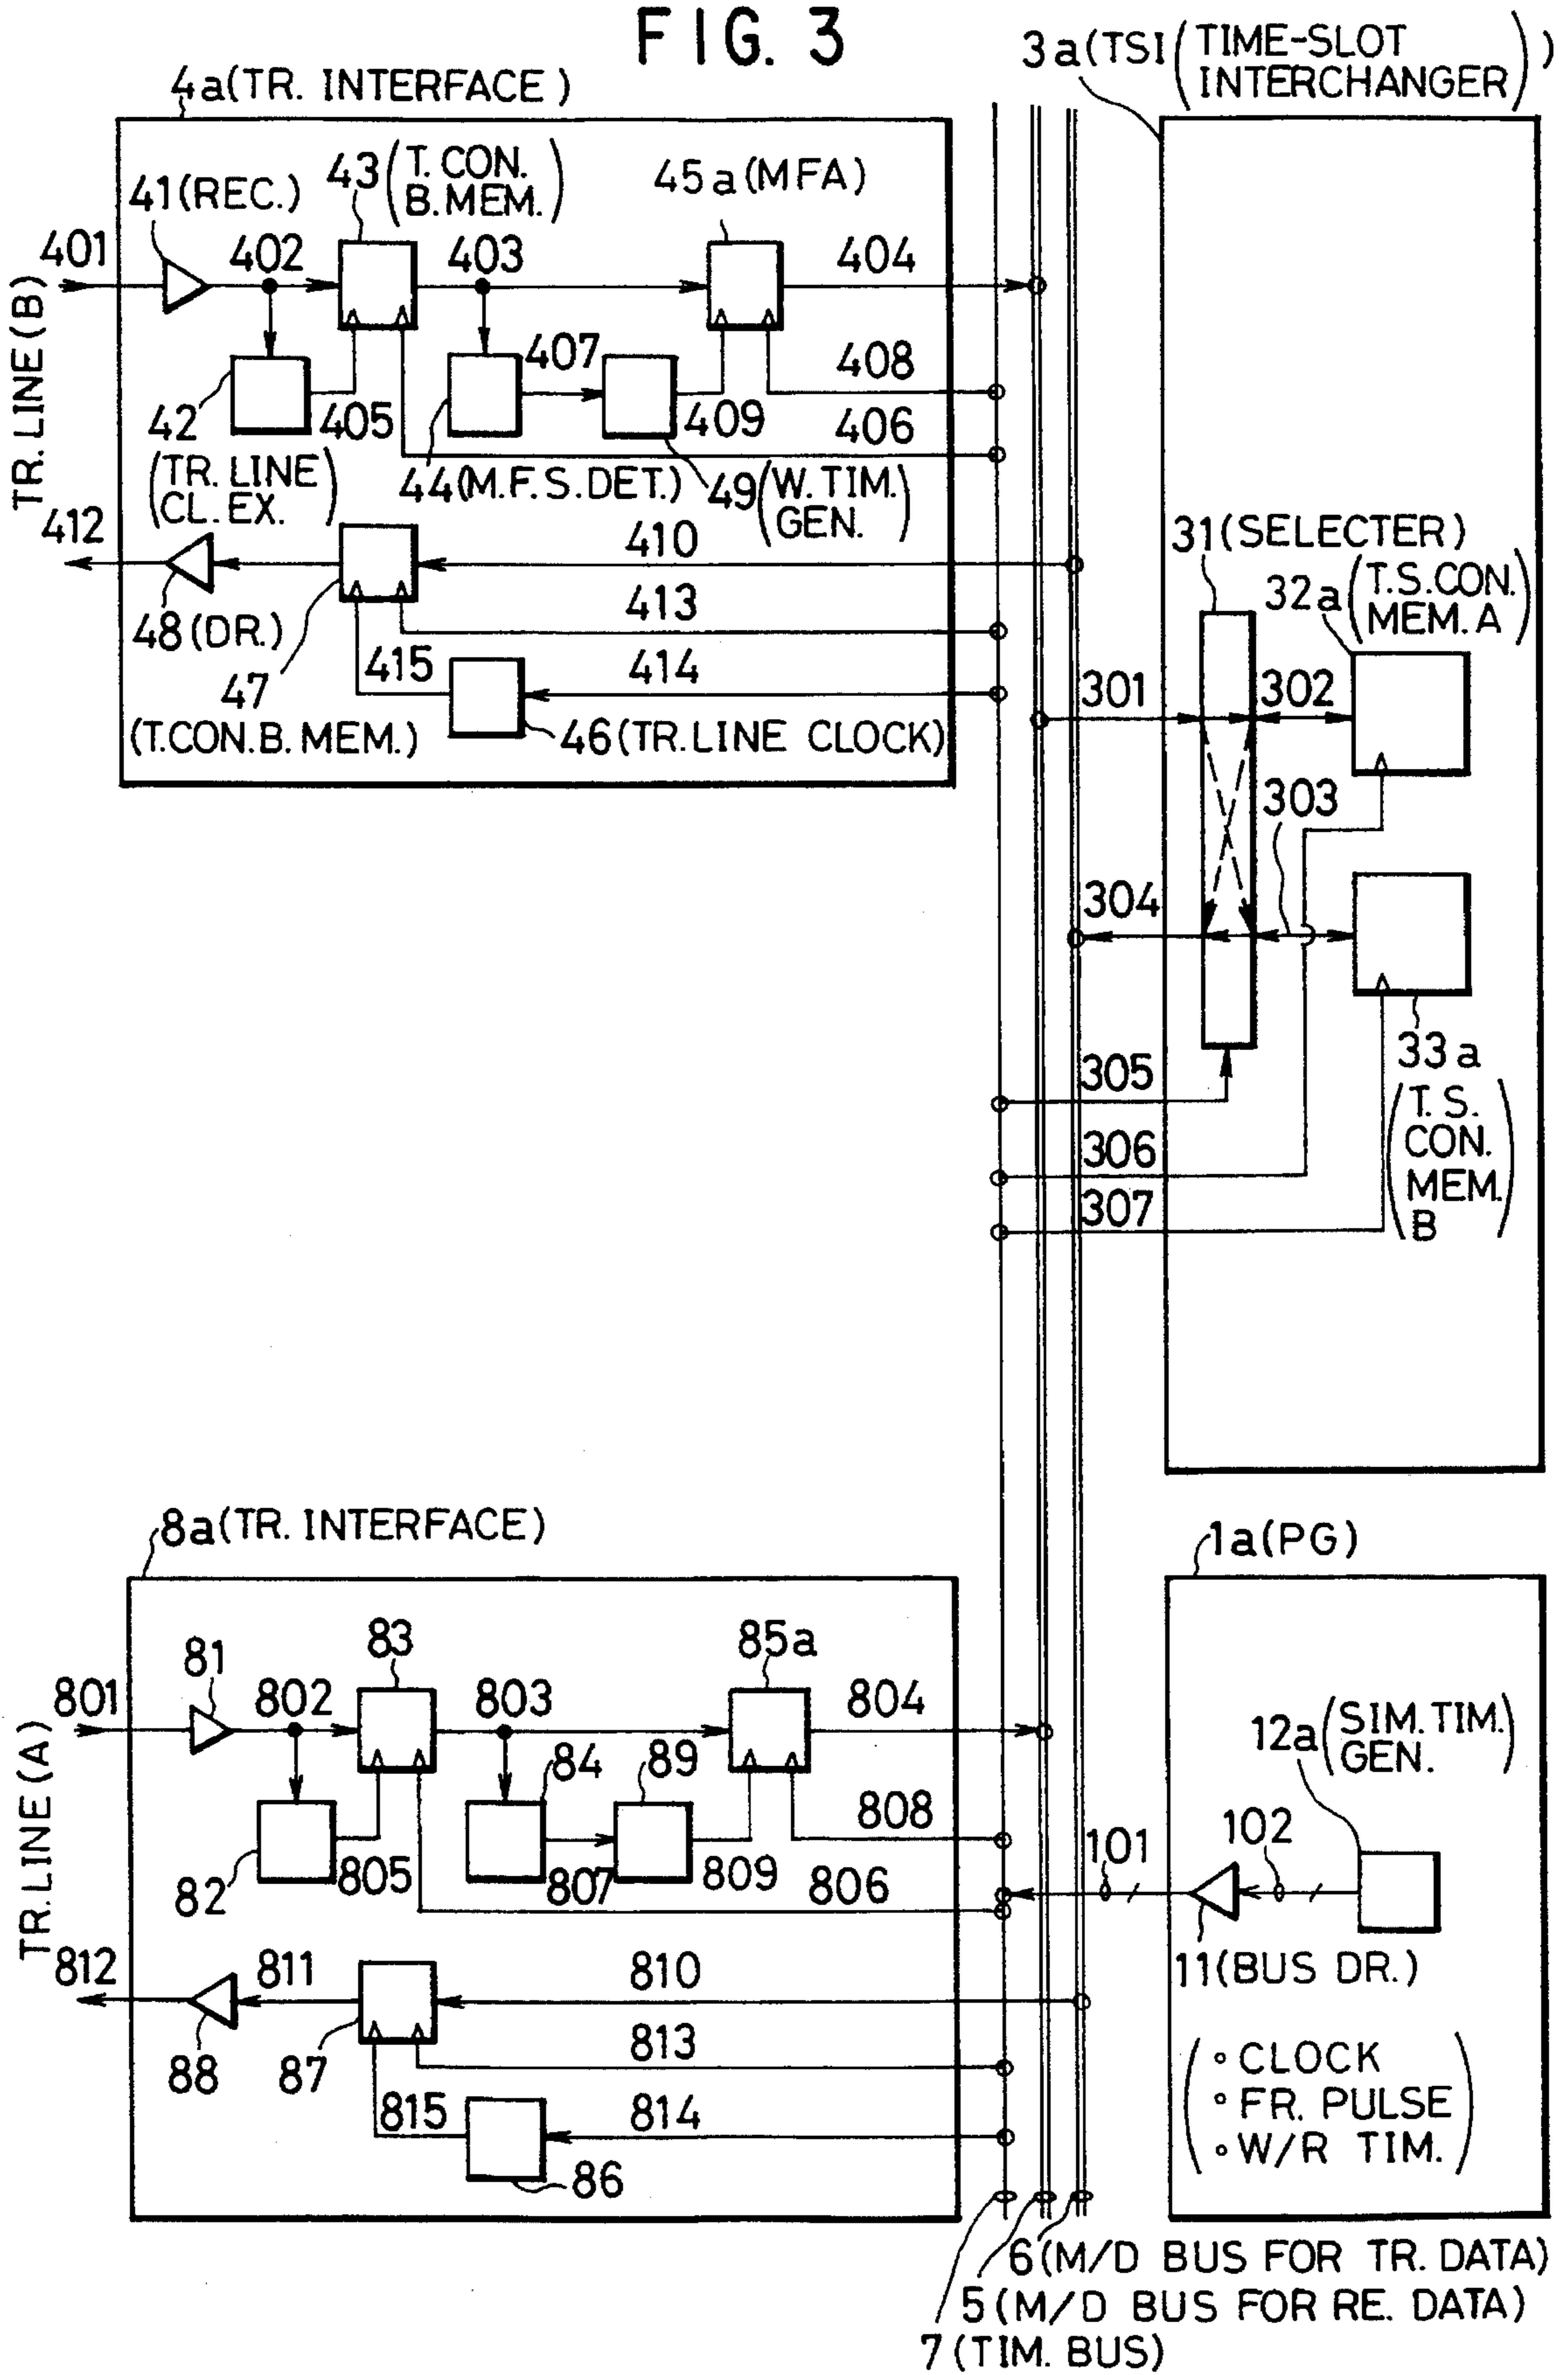 FIG. 3
3a(TSI(TIME-SLOT
INTERCHANGER))
4a(TR. INTERFACE)
43(T. CON.
B. MEM.)
45a(MFA)
41(REC.)
401
402
403
404
TR. LINE(B)
407
408
42
405
409
406
(TR. LINE
CL. EX.)
44(M.F.S.DET.)
49(W. TIM.
GEN.)
412
410
31(SELECTER)
32a(T.S.CON.
MEM. A)
48(DR.)
413
47
415
414
301
302
(T.CON.B. MEM.)
46(TR.LINE CLOCK)
303
304
33a
305
(T. S.
CON.
MEM.
B)
306
307
8a(TR. INTERFACE)
1a(PG)
81
83
85a
801
802
803
804
12a(SIM. TIM.
GEN.)
84
89
TR.LINE(A)
808
101
102
82
805
807
809
806
11(BUS DR.)
812
811
810
88
87
813
(∘ CLOCK
∘ FR. PULSE
∘ W/R TIM.)
815
814
86
6(M/D BUS FOR TR. DATA)
5(M/D BUS FOR RE. DATA)
7(TIM. BUS)